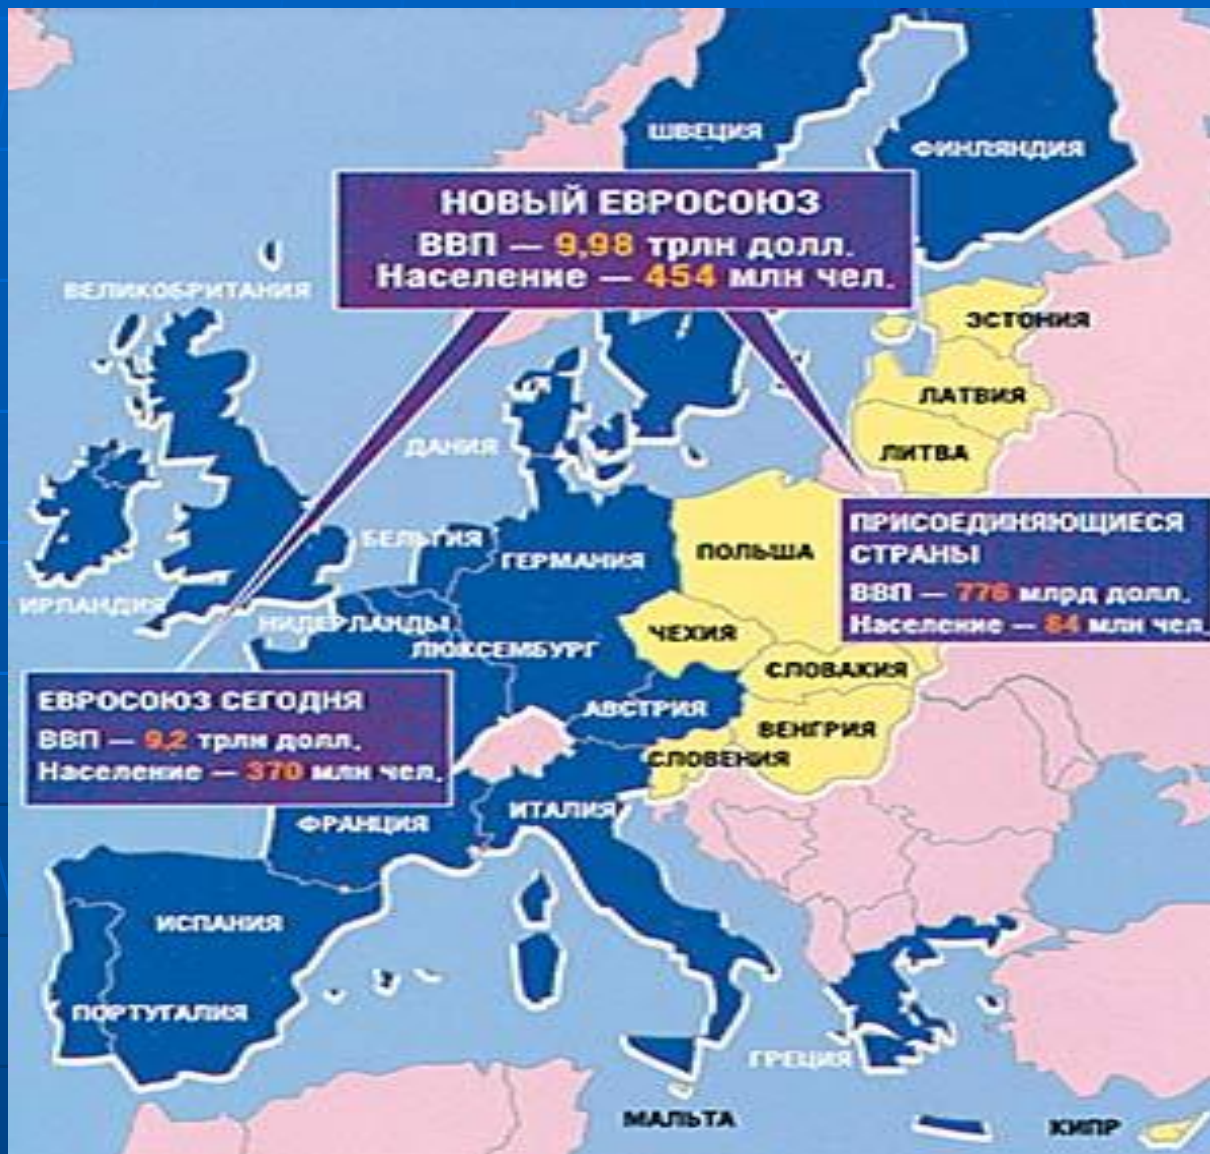 ШВЕЦИЯ
ФИНЛЯНДИЯ
НОВЫЙ ЕВРОСОЮЗ
ВВП — 9,98 трлн долл.
Население — 454 млн чел.
ВЕЛИКОБРИТАНИЯ
ЭСТОНИЯ
ЛАТВИЯ
ДАНИЯ
ЛИТВА
БЕЛЬГИЯ
ГЕРМАНИЯ
ПОЛЬША
ПРИСОЕДИНЯЮЩИЕСЯ
СТРАНЫ
ВВП — 776 млрд долл.
Население — 84 млн чел.
ИРЛАНДИЯ
НИДЕРЛАНДЫ
ЧЕХИЯ
ЛЮКСЕМБУРГ
СЛОВАКИЯ
ЕВРОСОЮЗ СЕГОДНЯ
ВВП — 9,2 трлн долл.
Население — 370 млн чел.
АВСТРИЯ
ВЕНГРИЯ
СЛОВЕНИЯ
ИТАЛИЯ
ФРАНЦИЯ
ИСПАНИЯ
ПОРТУГАЛИЯ
ГРЕЦИЯ
МАЛЬТА
КИПР